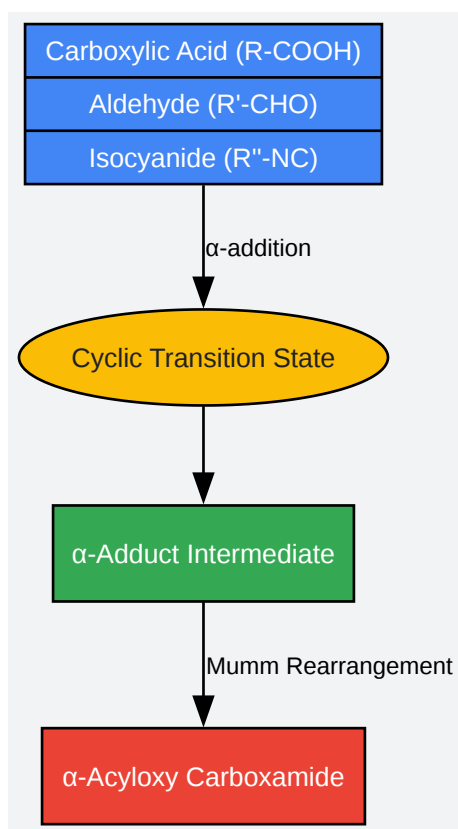 Carboxylic Acid (R-COOH)
Aldehyde (R'-CHO)
Isocyanide (R"-NC)
α-addition
Cyclic Transition State
α-Adduct Intermediate
Mumm Rearrangement
α-Acyloxy Carboxamide